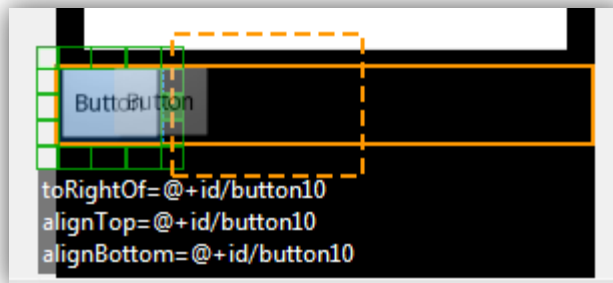 Button Button
toRightOf=@+id/button10
alignTop=@+id/button10
alignBottom=@+id/button10